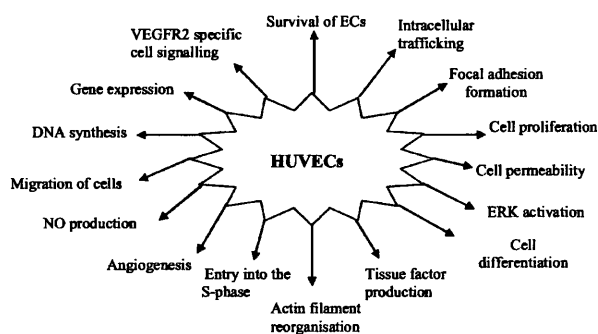 Survival of ECs
Intracellular
trafficking
VEGFR2 specific
cell signalling
Focal adhesion
formation
Gene expression
Cell proliferation
DNA synthesis
HUVECs
Cell permeability
Migration of cells
ERK activation
NO production
Cell
differentiation
Angiogenesis
Entry into the
S-phase
Tissue factor
production
Actin filament
reorganisation